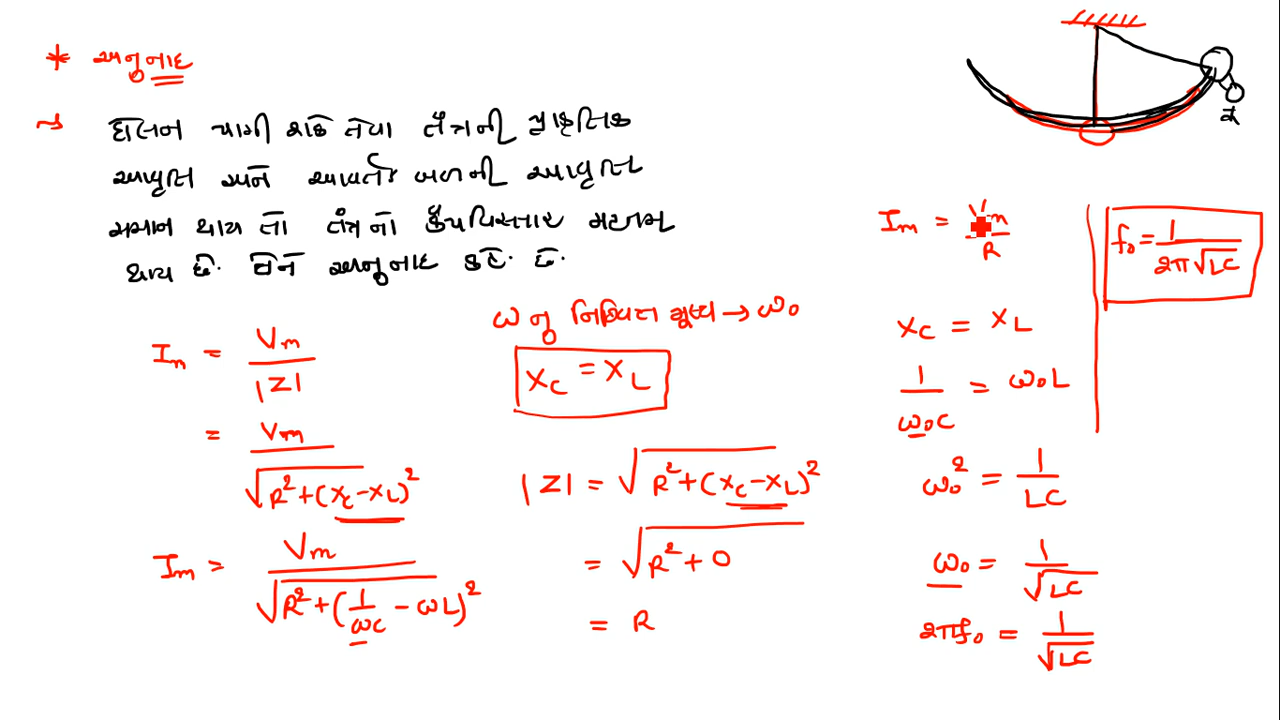 * અનુનાદ
→ દોલન પામી શકે તેવા તંત્રની પ્રાકૃતિક
આવૃત્તિ અને આવર્ત બળની આવૃત્તિ
સમાન થાય તો તંત્રનો કંપવિસ્તાર મહત્તમ
થાય છે. તેને અનુનાદ કહે છે.
Im = Vm / |Z|
= Vm / √R²+(Xc-XL)²
Im = Vm / √R²+(1/ωC - ωL)²
ω નું નિશ્ચિત મૂલ્ય → ω₀
Xc = XL
|Z| = √R²+(Xc-XL)²
= √R²+0
= R
Im = Vm / R
Xc = XL
1/ω₀C = ω₀L
ω₀² = 1/LC
ω₀ = 1/√LC
2πf₀ = 1/√LC
f₀ = 1/2π√LC